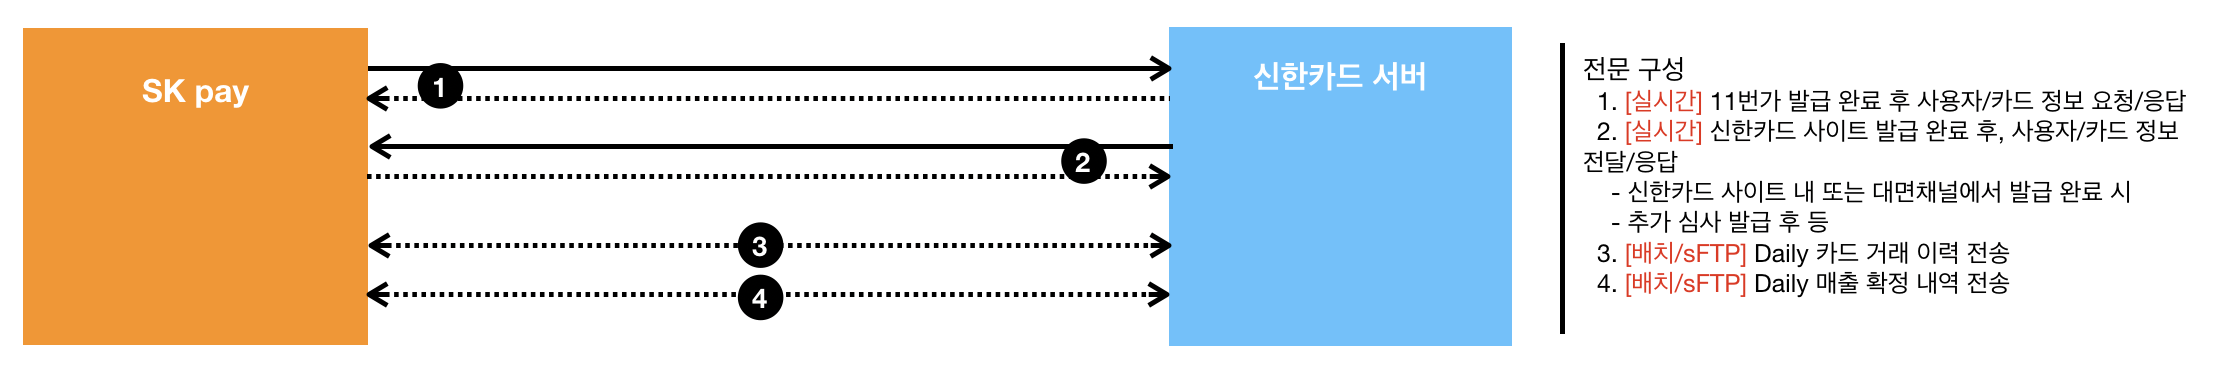 SK pay
1
2
3
4
신한카드 서버
전문 구성
1. [실시간] 11번가 발급 완료 후 사용자/카드 정보 요청/응답
2. [실시간] 신한카드 사이트 발급 완료 후, 사용자/카드 정보
전달/응답
- 신한카드 사이트 내 또는 대면채널에서 발급 완료 시
- 추가 심사 발급 후 등
3. [배치/sFTP] Daily 카드 거래 이력 전송
4. [배치/sFTP] Daily 매출 확정 내역 전송